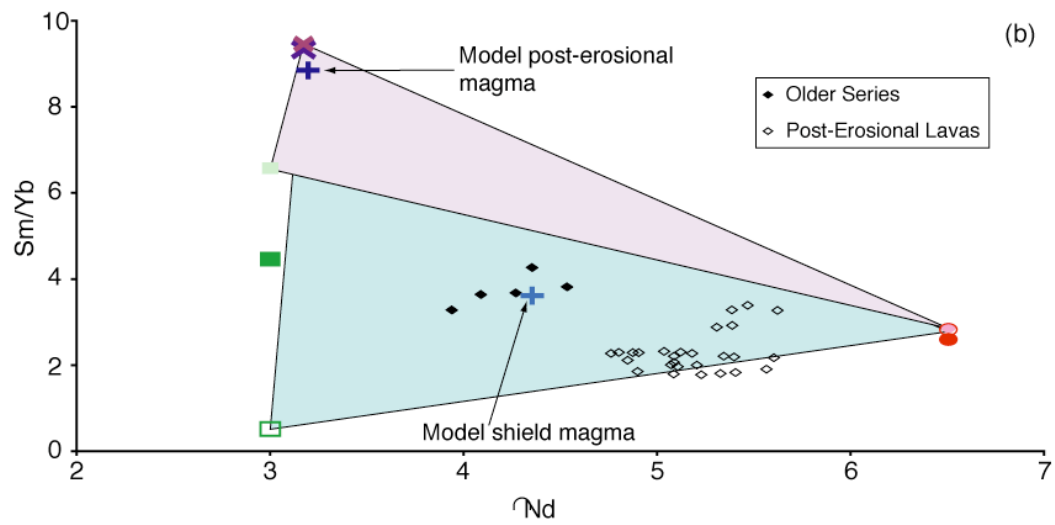 10
(b)
Model post-erosional
magma
Older Series
8
Post-Erosional Lavas
6
Sm/Yb
4
2
Model shield magma
0
2
3
4
5
6
7
Nd